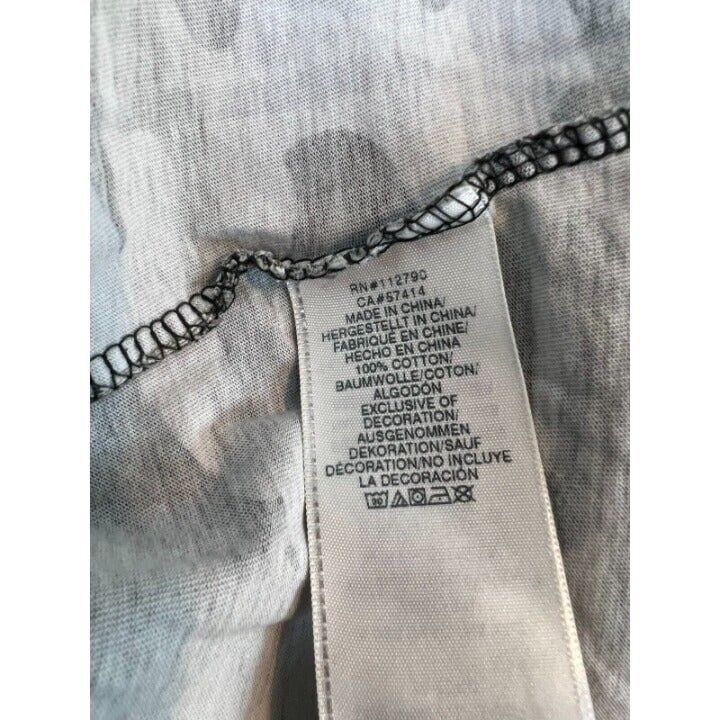 RN#112790
CA#57414
MADE IN CHINA/
HERGESTELLT IN CHINA/
FABRIQUE EN CHINE/
HECHO EN CHINA
100% COTTON/
BAUMWOLLE/COTON/
ALGODÓN
EXCLUSIVE OF
DECORATION/
AUSGENOMMEN
DEKORATION/SAUF
DÉCORATION/NO INCLUYE
LA DECORACIÓN